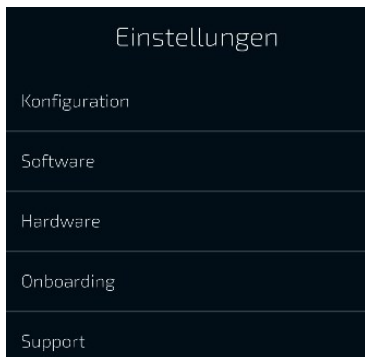 Einstellungen
Konfiguration
Software
Hardware
Onboarding
Support